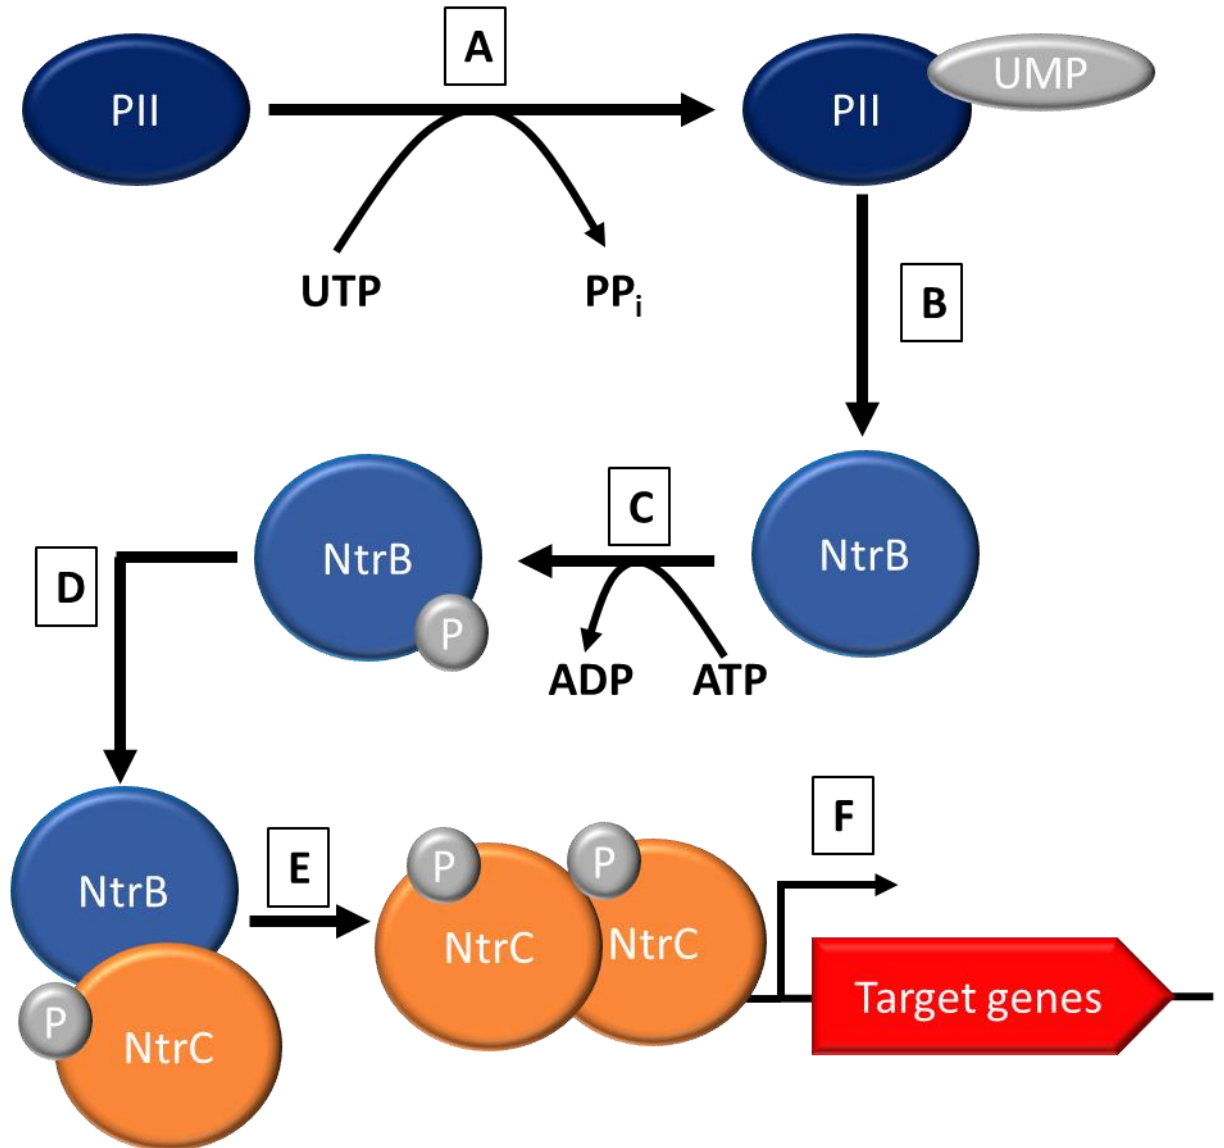 A
PII
PII
UMP
UTP
PPi
B
C
NtrB
NtrB
P
D
ADP
ATP
F
P
P
E
NtrB
NtrC
NtrC
Target genes
P
NtrC